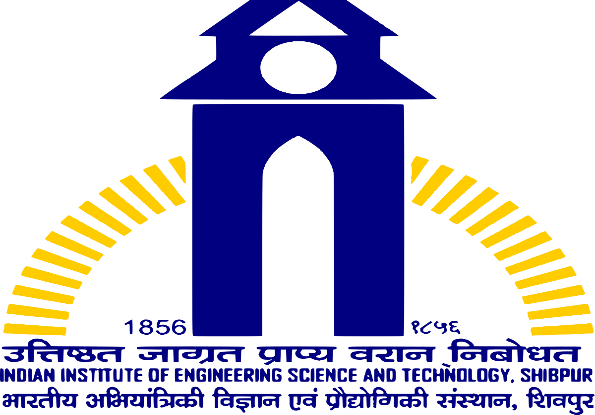 1856 १८५६
उत्तिष्ठत जाग्रत प्राप्य वरान् निबोधत
INDIAN INSTITUTE OF ENGINEERING SCIENCE AND TECHNOLOGY, SHIBPUR
भारतीय अभियांत्रिकी विज्ञान एवं प्रौद्योगिकी संस्थान, शिवपुर